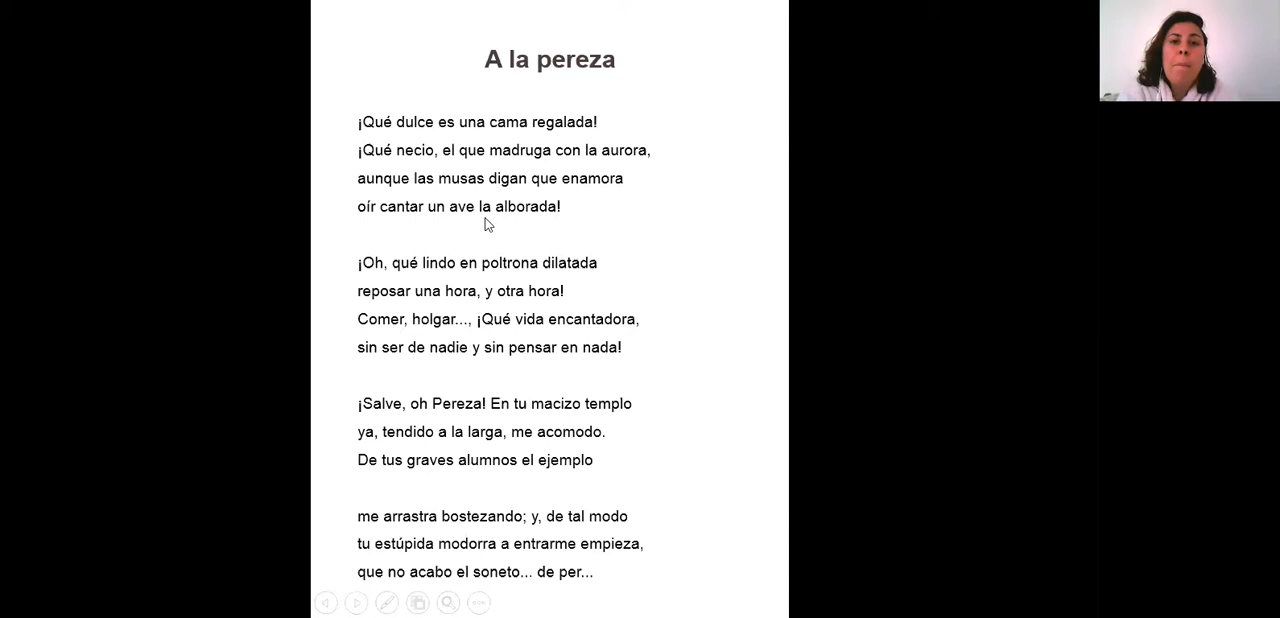 A la pereza
¡Qué dulce es una cama regalada!
¡Qué necio, el que madruga con la aurora,
aunque las musas digan que enamora
oír cantar un ave la alborada!
¡Oh, qué lindo en poltrona dilatada
reposar una hora, y otra hora!
Comer, holgar..., ¡Qué vida encantadora,
sin ser de nadie y sin pensar en nada!
¡Salve, oh Pereza! En tu macizo templo
ya, tendido a la larga, me acomodo.
De tus graves alumnos el ejemplo
me arrastra bostezando; y, de tal modo
tu estúpida modorra a entrarme empieza,
que no acabo el soneto... de per...